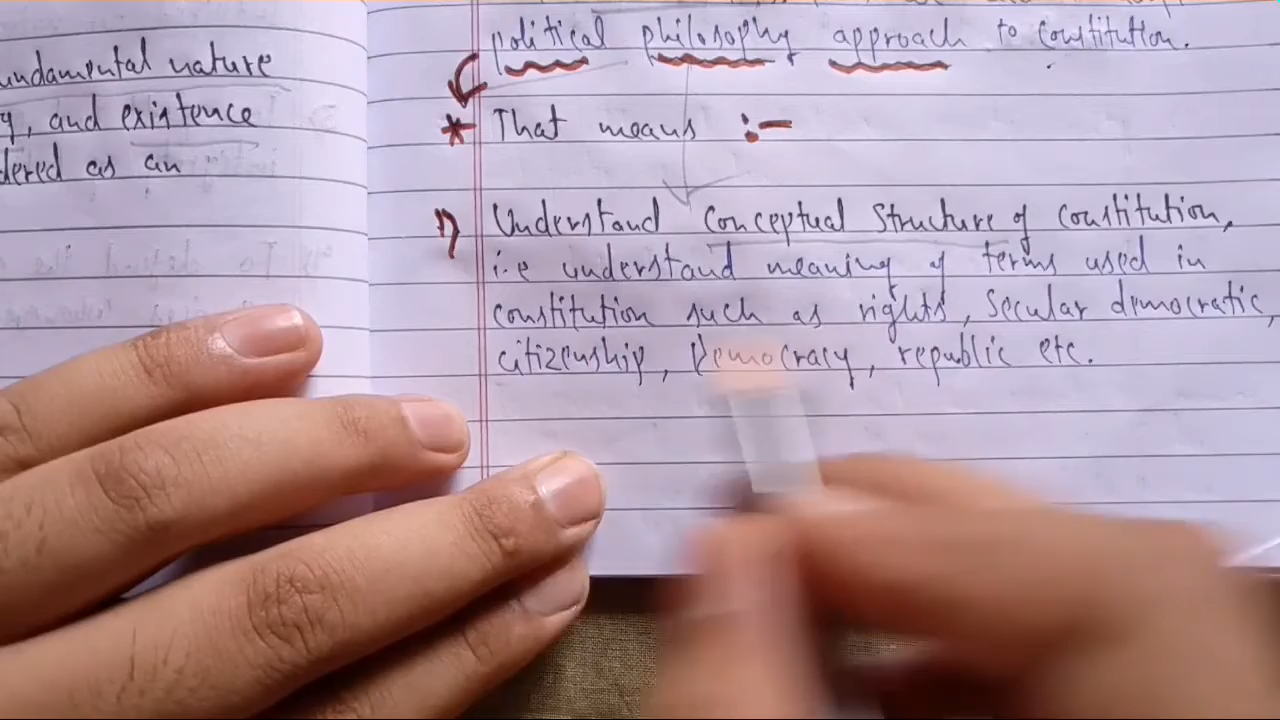 undamental nature
and existence
dered as an
political philosophy approach to constitution.
* That means :-
1) Understand conceptual structure of constitution,
i.e understand meaning of terms used in
constitution such as rights, secular democratic,
citizenship, Democracy, republic etc.